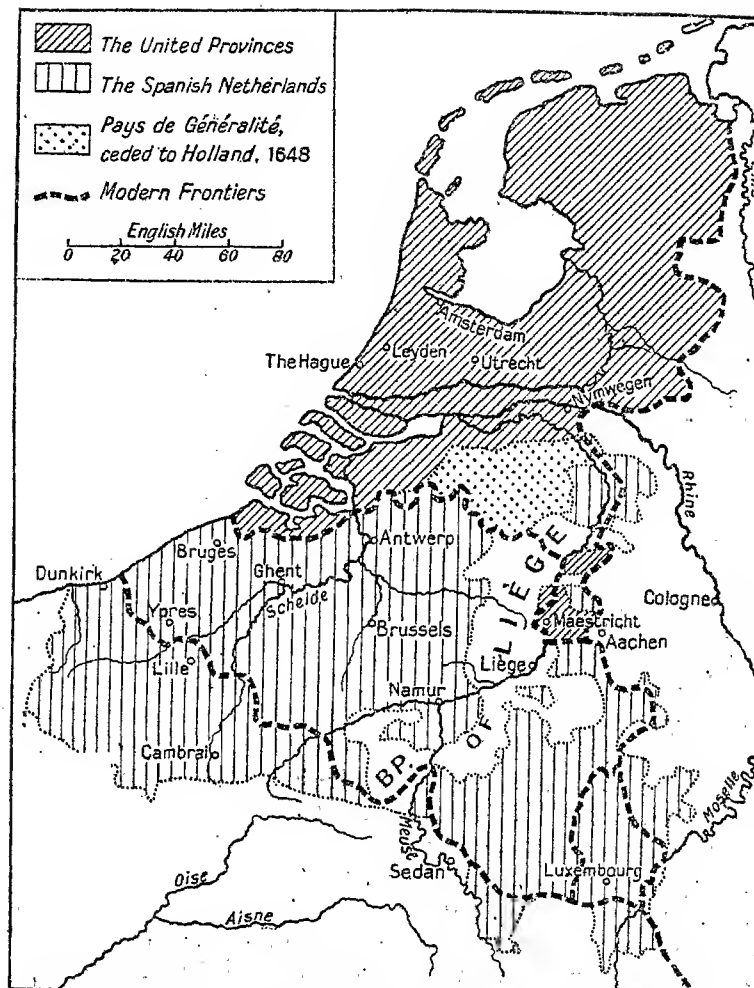 The United Provinces
The Spanish Netherlands
Pays de Généralité,
ceded to Holland, 1648
Modern Frontiers
English Miles
0 20 40 60 80
Amsterdam
The Hague
Leyden
Utrecht
Nymwegen
Rhine
Antwerp
Bruges
Ghent
Dunkirk
Schelde
Ypres
Brussels
Maestricht
Cologne
Aachen
Lille
Liège
Namur
BP. OF LIÈGE
Cambrai
Moselle
Meuse
Sedan
Luxembourg
Oise
Aisne